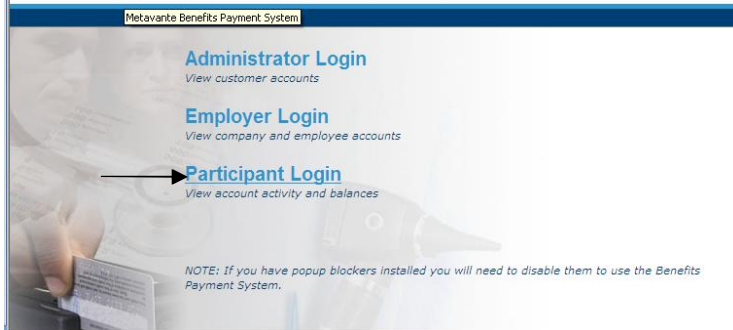 Metavante Benefits Payment System
Administrator Login
View customer accounts
Employer Login
View company and employee accounts
Participant Login
View account activity and balances
NOTE: If you have popup blockers installed you will need to disable them to use the Benefits
Payment System.